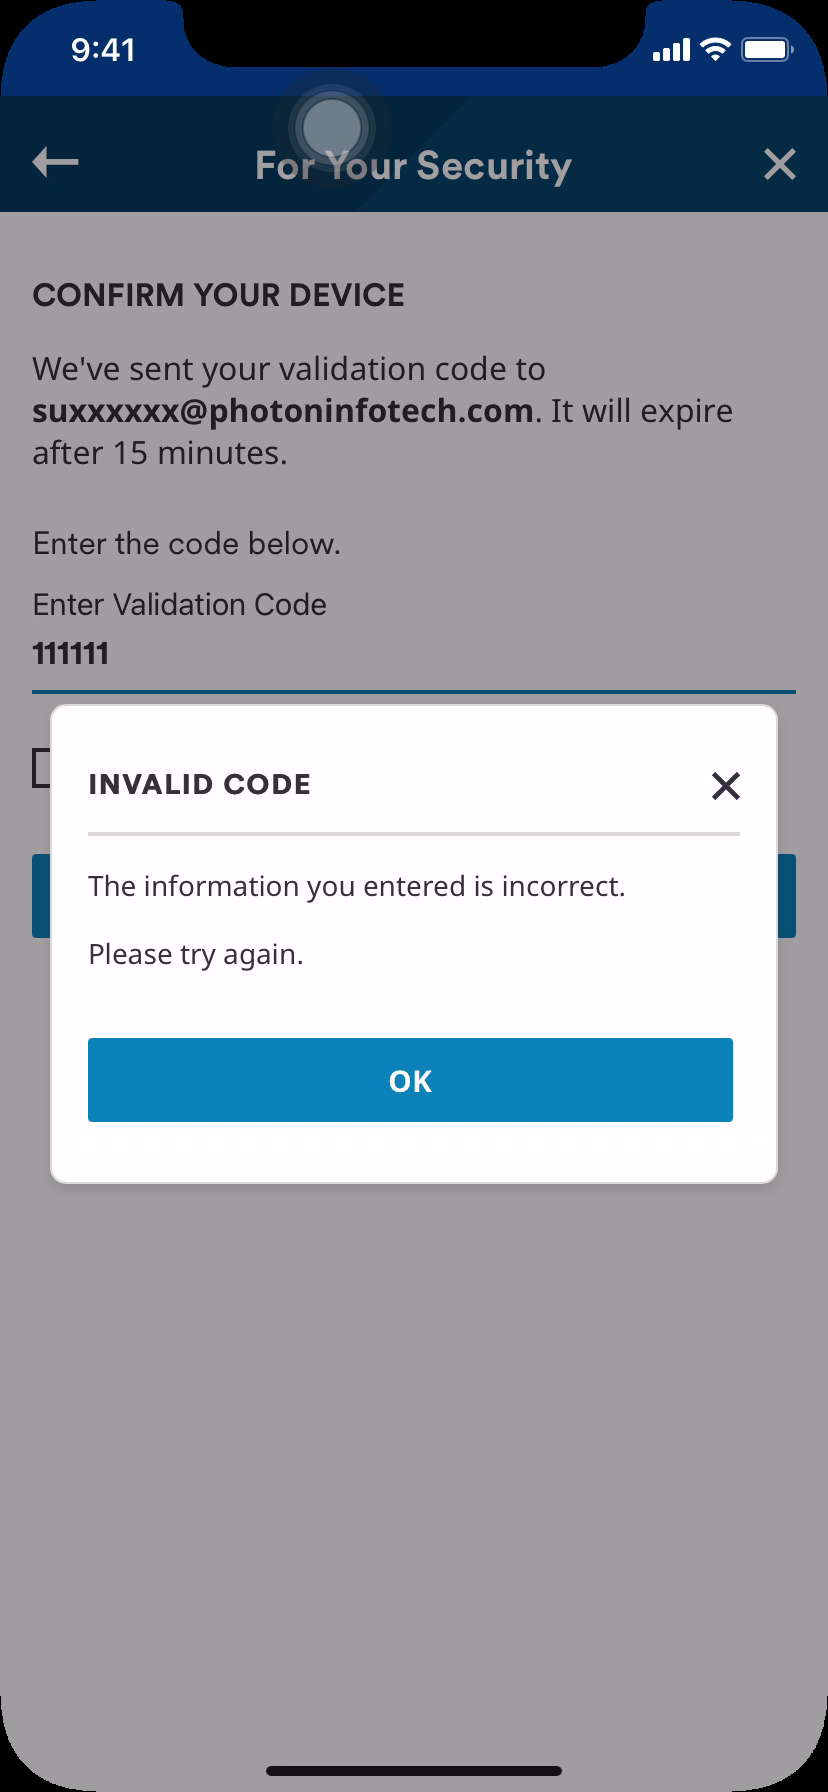 9:41
For Your Security
CONFIRM YOUR DEVICE
We've sent your validation code to
suxxxxxx@photoninfotech.com. It will expire
after 15 minutes.
Enter the code below.
Enter Validation Code
111111
INVALID CODE
The information you entered is incorrect.
Please try again.
OK